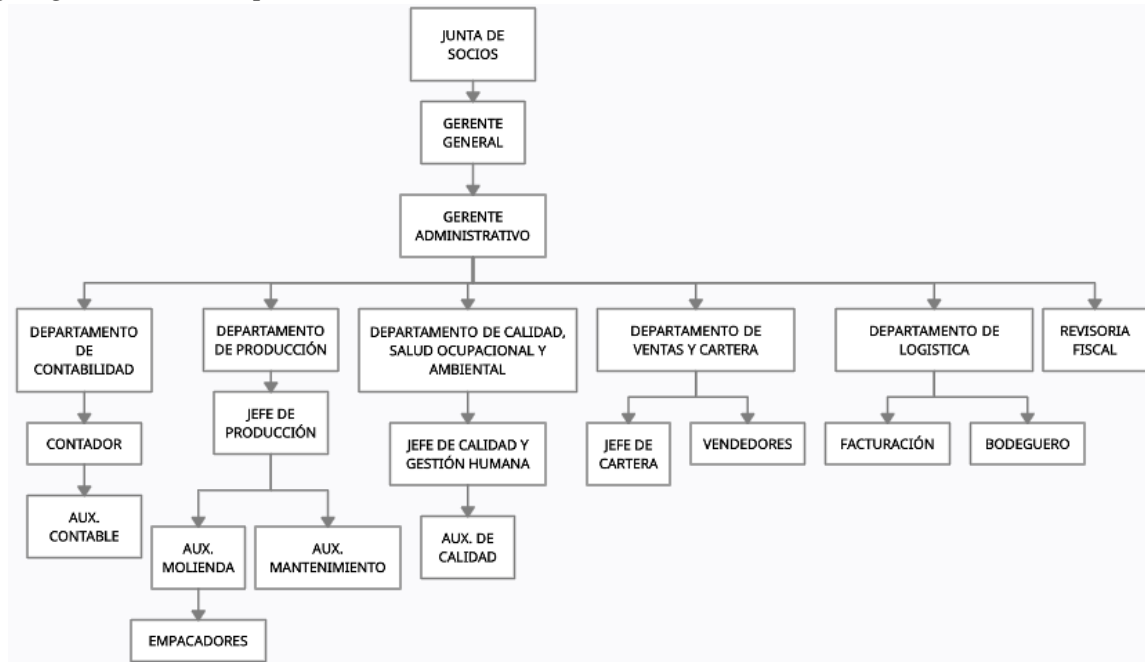 JUNTA DE
SOCIOS
GERENTE
GENERAL
GERENTE
ADMINISTRATIVO
DEPARTAMENTO
DE
CONTABILIDAD
DEPARTAMENTO
DE PRODUCCIÓN
DEPARTAMENTO DE CALIDAD,
SALUD OCUPACIONAL Y
AMBIENTAL
DEPARTAMENTO DE
VENTAS Y CARTERA
DEPARTAMENTO DE
LOGISTICA
REVISORIA
FISCAL
CONTADOR
JEFE DE
PRODUCCIÓN
JEFE DE CALIDAD Y
GESTIÓN HUMANA
JEFE DE
CARTERA
VENDEDORES
FACTURACIÓN
BODEGUERO
AUX.
CONTABLE
AUX.
MOLIENDA
AUX.
MANTENIMIENTO
AUX. DE
CALIDAD
EMPACADORES